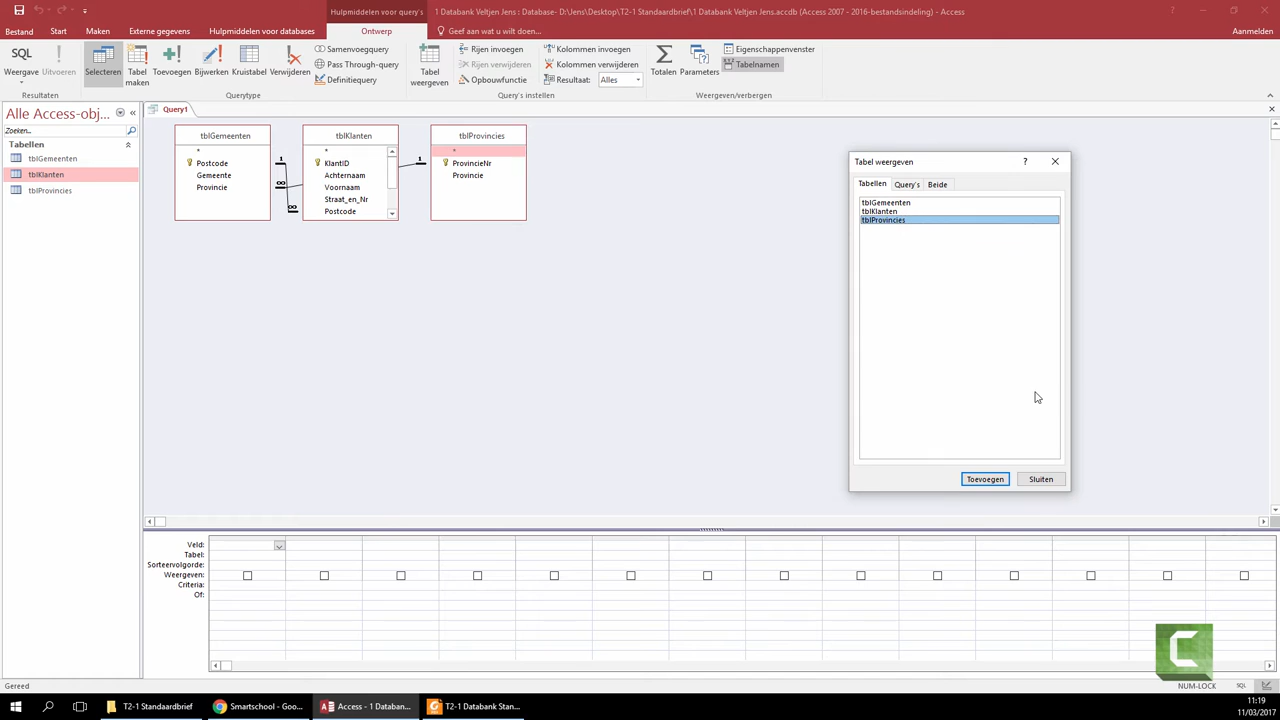 Hulpmiddelen voor query's
1 Databank Veltjen Jens : Database- D:\Jens\Desktop\T2-1 Standaardbrief\1 Databank Veltjen Jens.accdb (Access 2007 - 2016-bestandsindeling) - Access
Bestand Start Maken Externe gegevens Hulpmiddelen voor databases Ontwerp Geef aan wat u wilt doen... Aanmelden
SQL
Weergave
Uitvoeren
Resultaten
Selecteren
Tabel maken
Toevoegen
Bijwerken
Kruistabel
Verwijderen
Samenvoegquery
Pass Through-query
Definitiequery
Querytype
Tabel weergeven
Rijen invoegen
Rijen verwijderen
Opbouwfunctie
Kolommen invoegen
Kolommen verwijderen
Resultaat: Alles
Query's instellen
Totalen
Parameters
Eigenschappenvenster
Tabelnamen
Weergeven/verbergen
Alle Access-obj...
Zoeken...
Tabellen
tblGemeenten
tblKlanten
tblProvincies
Query1
tblGemeenten
*
Postcode
Gemeente
Provincie
1
∞
∞
tblKlanten
*
KlantID
Achternaam
Voornaam
Straat_en_Nr
Postcode
1
tblProvincies
*
ProvincieNr
Provincie
Tabel weergeven
?
Tabellen Query's Beide
tblGemeenten
tblKlanten
tblProvincies
Toevoegen Sluiten
Veld:
Tabel:
Sorteervolgorde:
Weergeven:
Criteria:
Of:
C
Gereed
NUM-LOCK SQL
T2-1 Standaardbrief
Smartschool - Goo...
Access - 1 Databan...
T2-1 Databank Stan...
11:19
11/03/2017